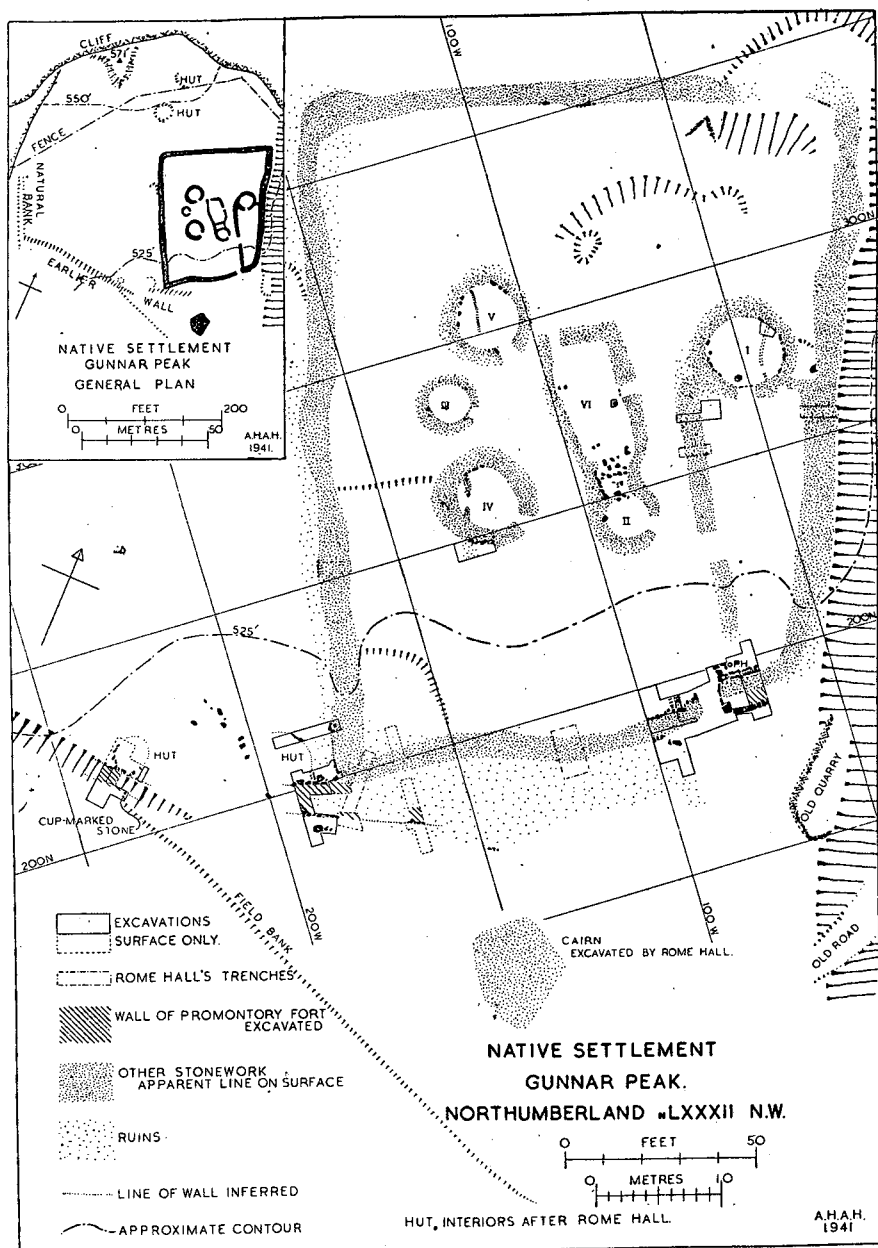 CLIFF
571'
HUT
550'
HUT
FENCE
NATURAL
BANK
525'
EARLIER
WALL
NATIVE SETTLEMENT
GUNNAR PEAK
GENERAL PLAN
0 FEET 200
0 METRES 50
A.H.A.H.
1941.
100W
300N
V
I
III
VI
IV
II
200N
525'
HUT
HUT
CUP-MARKED
STONE
200N
200W
FIELD BANK
100W
OLD QUARRY
OLD ROAD
CAIRN
EXCAVATED BY ROME HALL.
EXCAVATIONS
SURFACE ONLY.
ROME HALL'S TRENCHES
WALL OF PROMONTORY FORT
EXCAVATED
OTHER STONEWORK
APPARENT LINE ON SURFACE
RUINS
LINE OF WALL INFERRED
APPROXIMATE CONTOUR
NATIVE SETTLEMENT
GUNNAR PEAK.
NORTHUMBERLAND N LXXXII N.W.
0 FEET 50
0 METRES 10
HUT, INTERIORS AFTER ROME HALL.
A.H.A.H.
1941